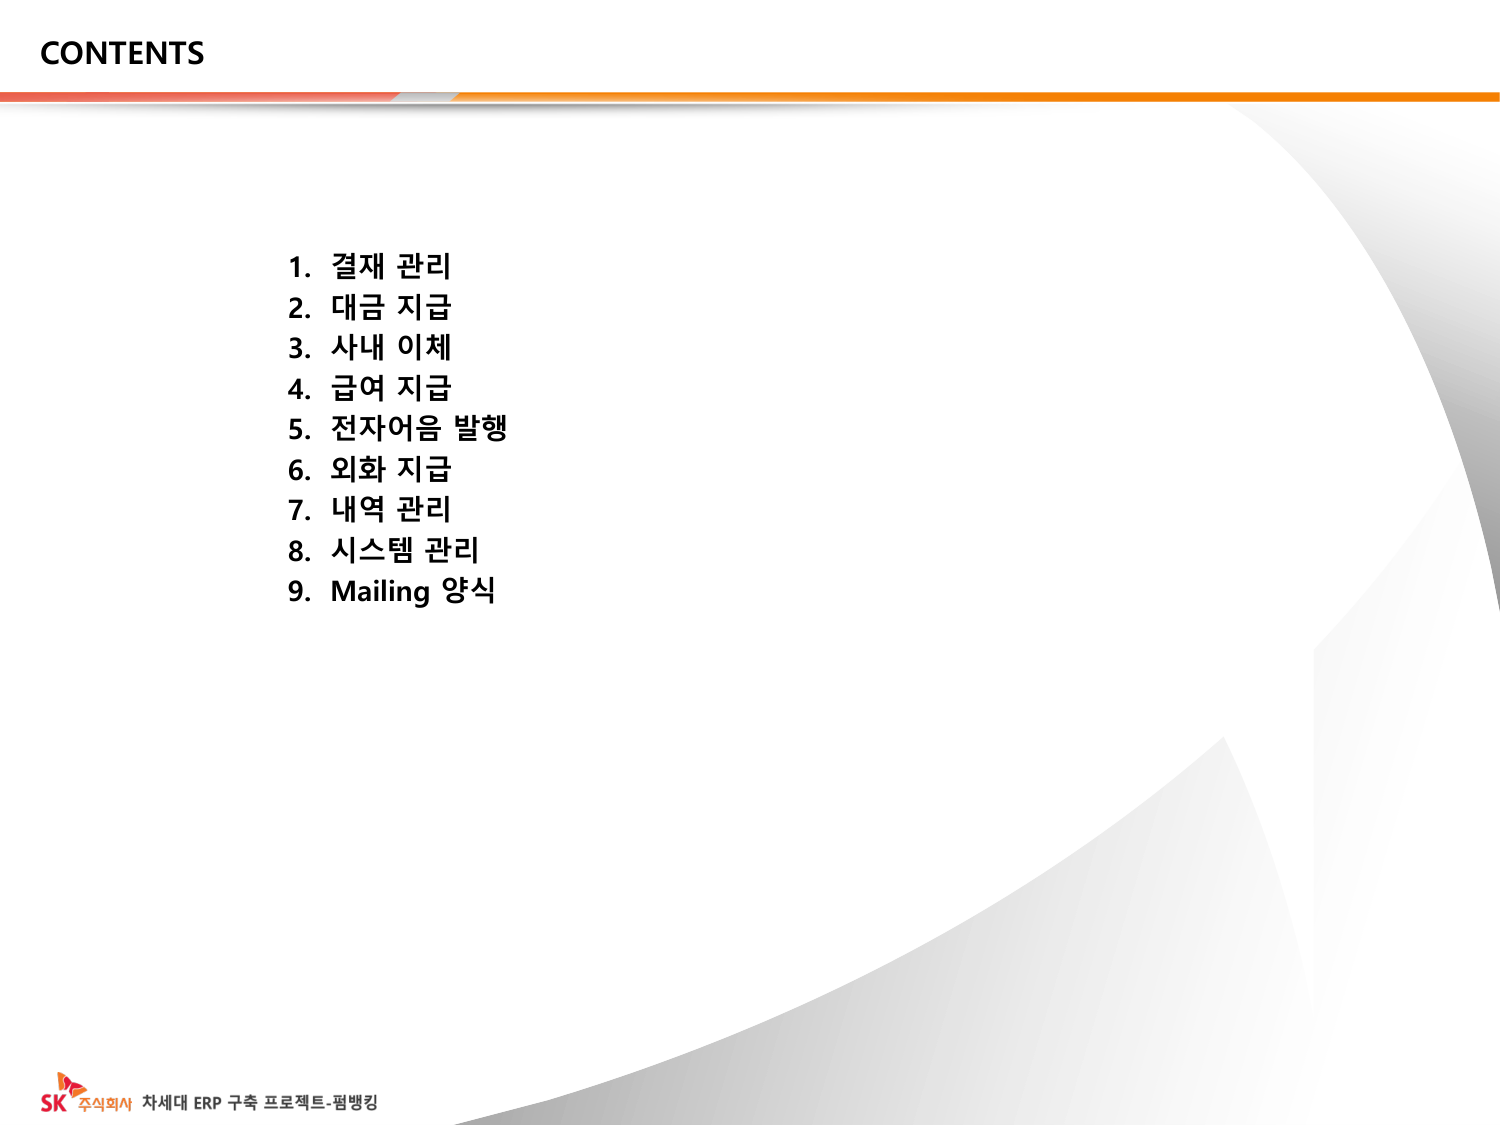 CONTENTS
1. 결재 관리
2. 대금 지급
3. 사내 이체
4. 급여 지급
5. 전자어음 발행
6. 외화 지급
7. 내역 관리
8. 시스템 관리
9. Mailing 양식
SK 주식회사 차세대 ERP 구축 프로젝트-펌뱅킹